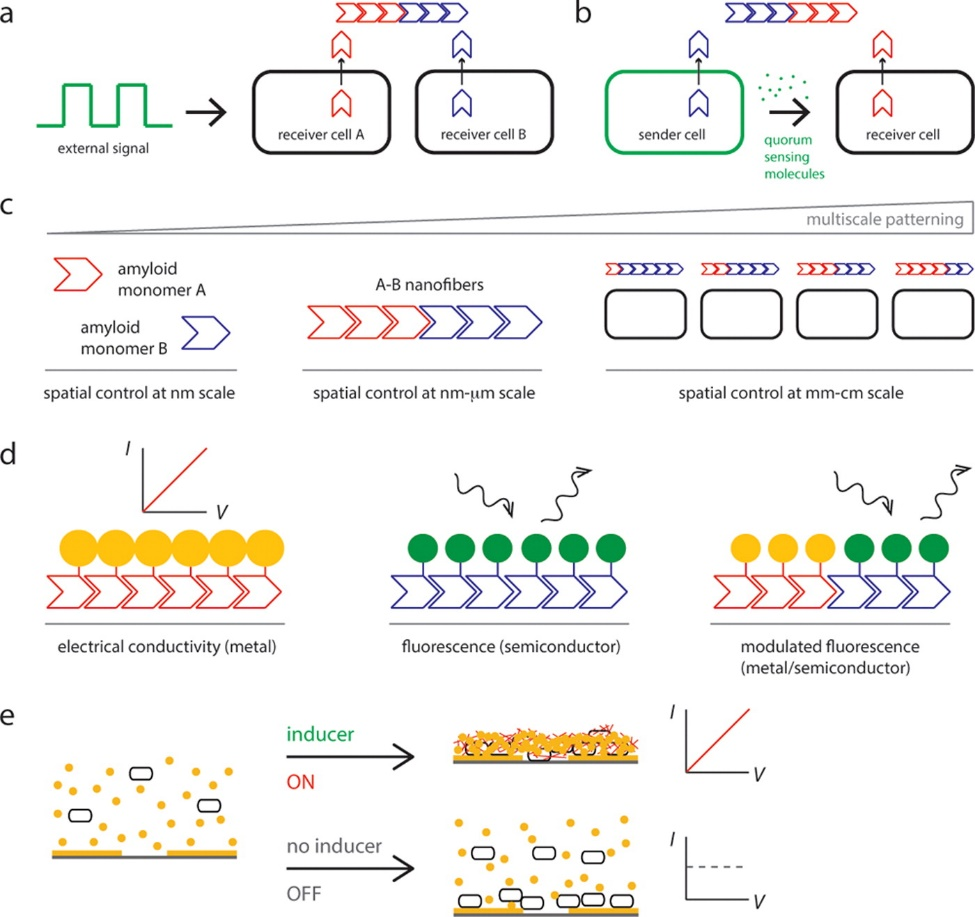 a
external signal
receiver cell A
receiver cell B
b
sender cell
quorum
sensing
molecules
receiver cell
c
multiscale patterning
amyloid
monomer A
amyloid
monomer B
spatial control at nm scale
A-B nanofibers
spatial control at nm-μm scale
spatial control at mm-cm scale
d
I
V
electrical conductivity (metal)
fluorescence (semiconductor)
modulated fluorescence
(metal/semiconductor)
e
inducer
ON
I
V
no inducer
OFF
I
V